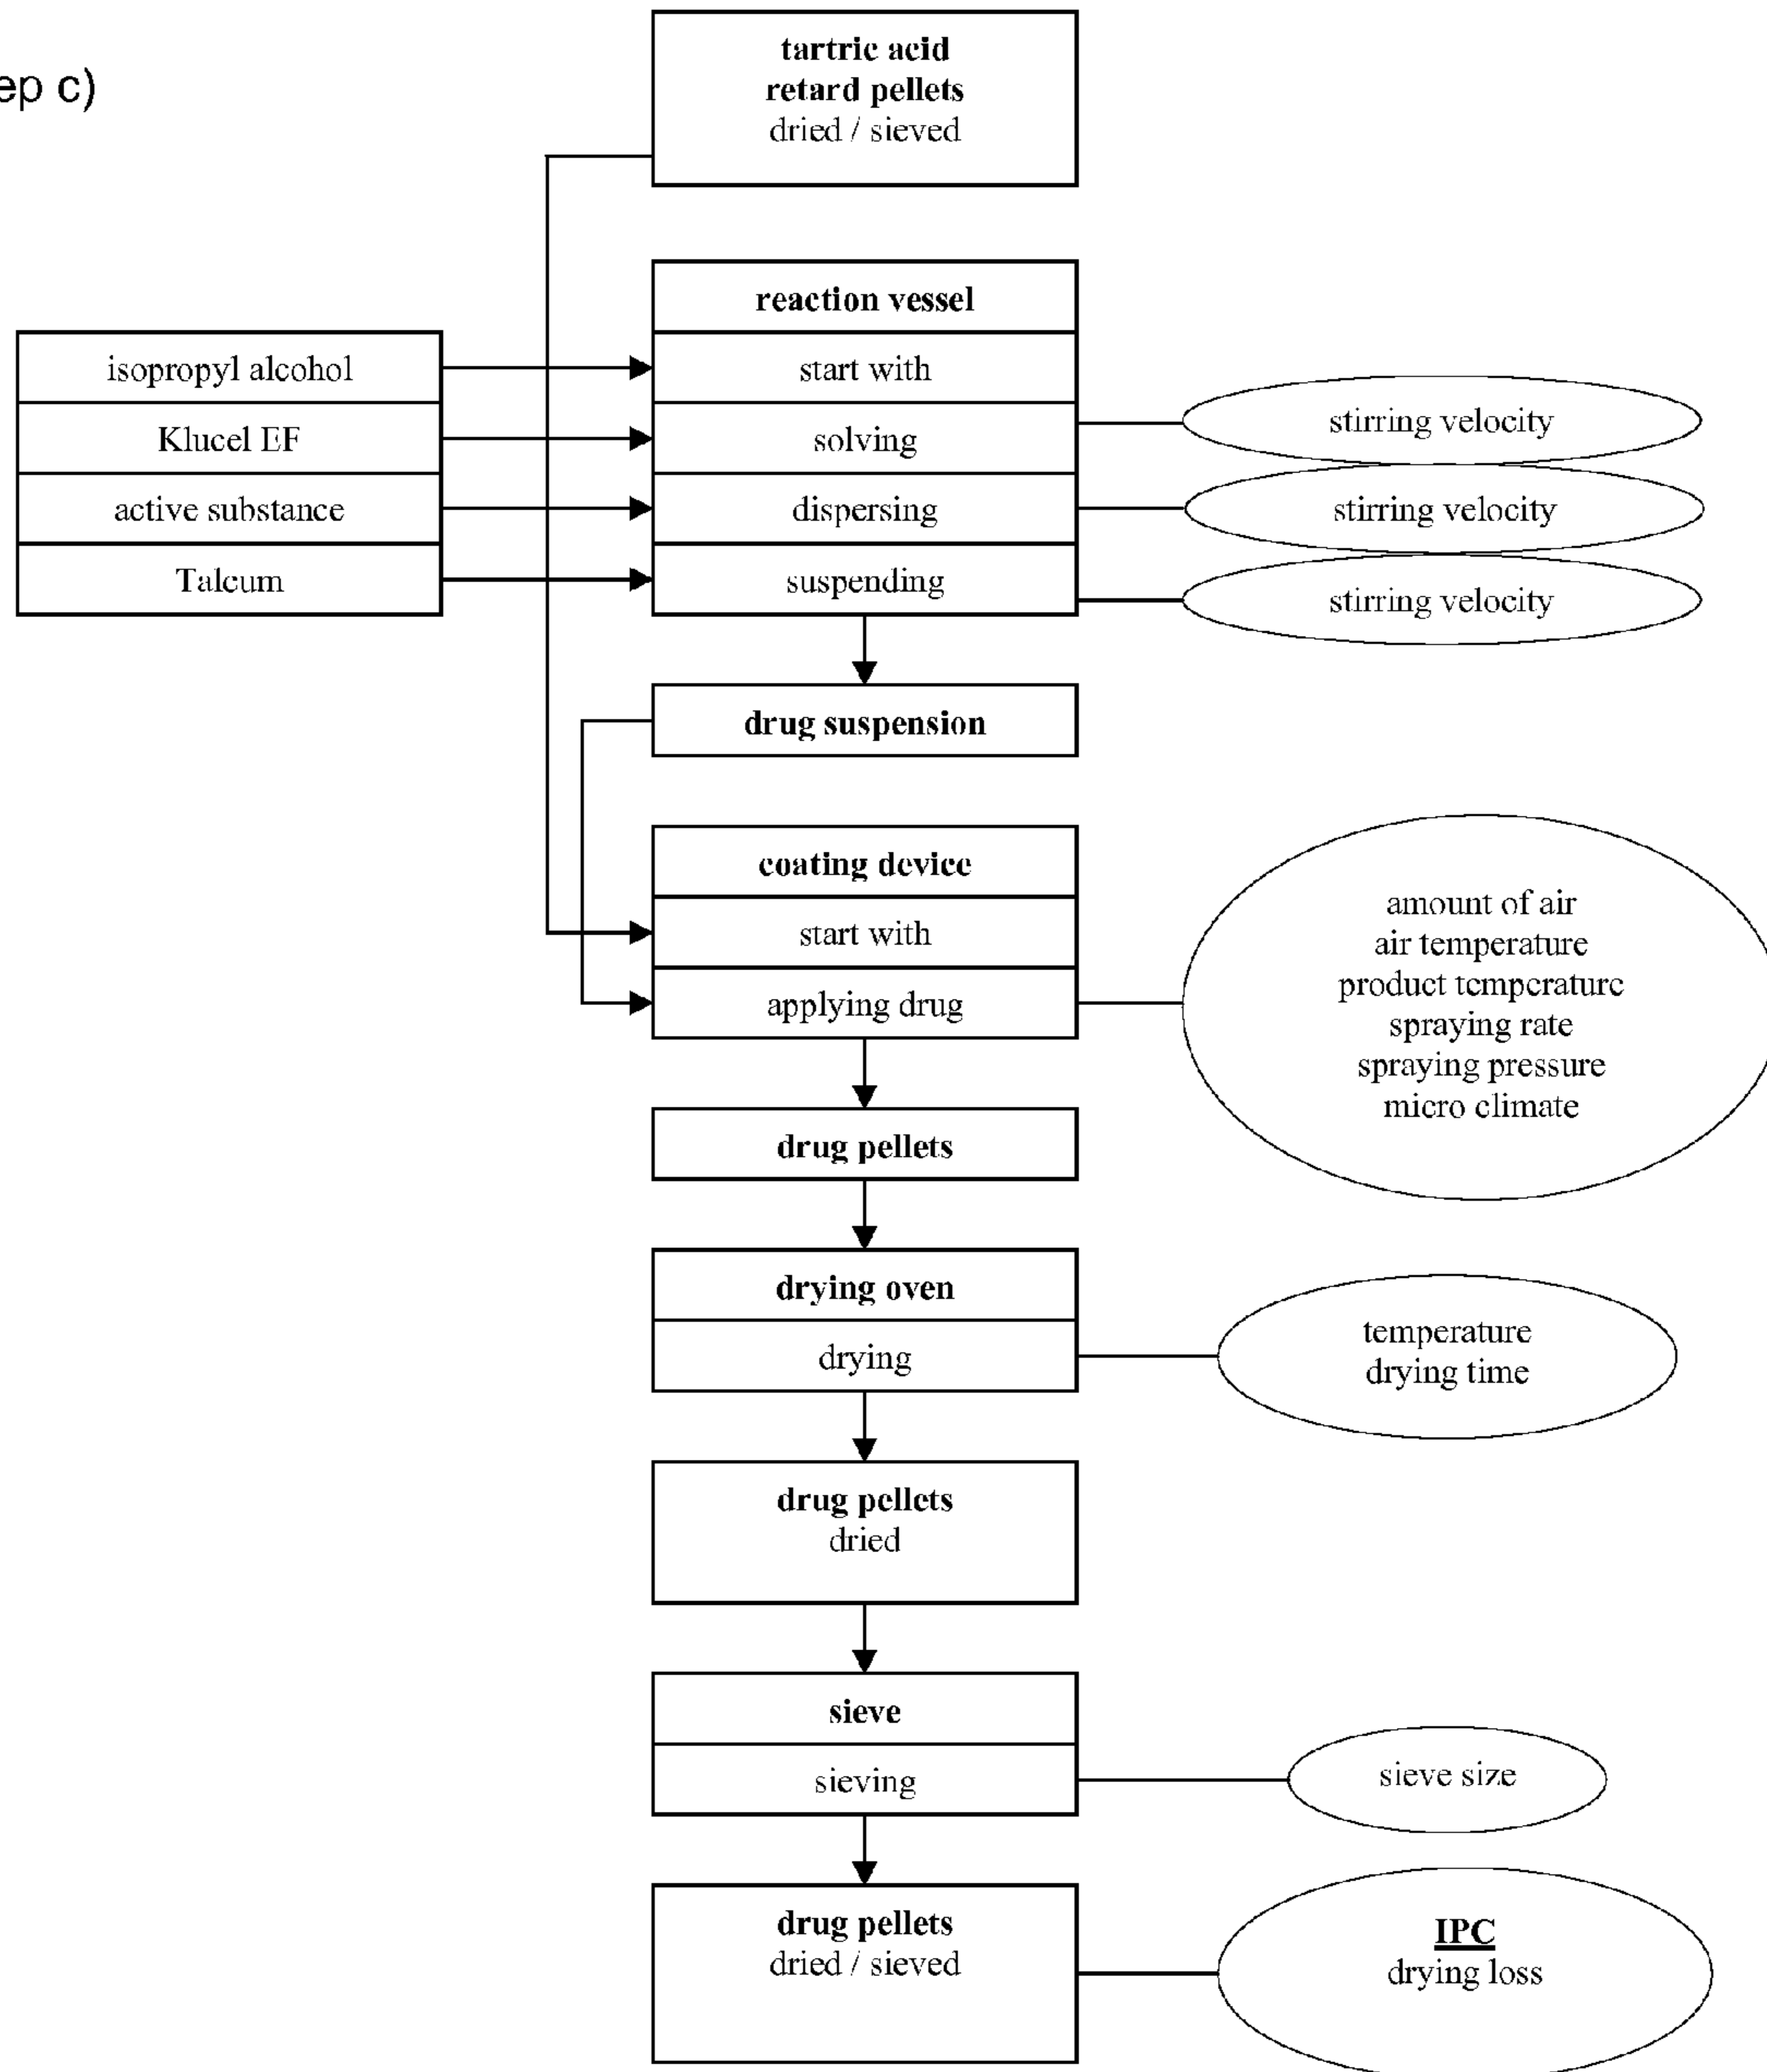 ep c)
tartric acid
retard pellets
dried / sieved
reaction vessel
isopropyl alcohol
start with
Klucel EF
solving
stirring velocity
active substance
dispersing
stirring velocity
Talcum
suspending
stirring velocity
drug suspension
coating device
start with
applying drug
amount of air
air temperature
product temperature
spraying rate
spraying pressure
micro climate
drug pellets
drying oven
drying
temperature
drying time
drug pellets
dried
sieve
sieving
sieve size
drug pellets
dried / sieved
IPC
drying loss